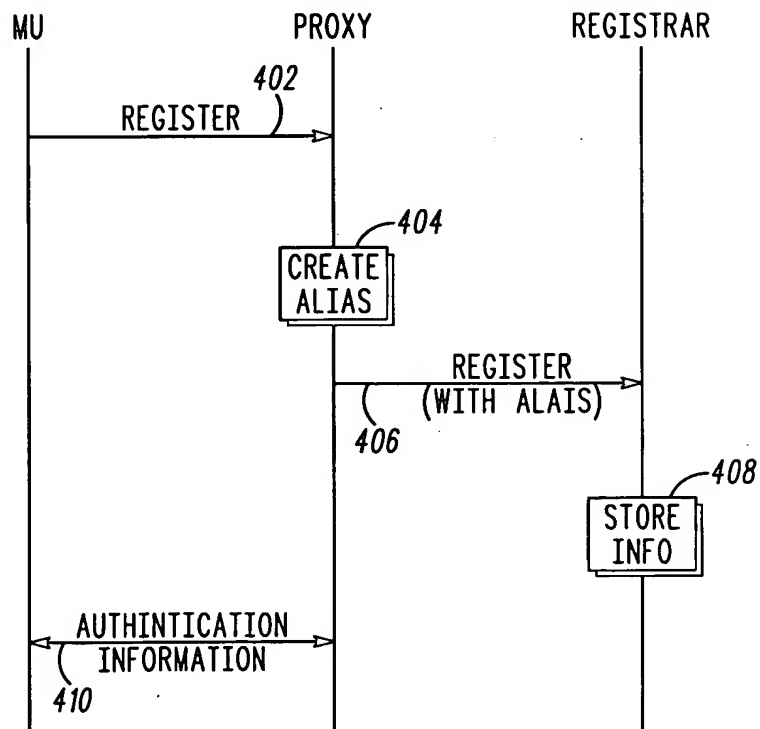 MU PROXY REGISTRAR
402
REGISTER
404
CREATE
ALIAS
REGISTER
(WITH ALAIS)
406
408
STORE
INFO
AUTHINTICATION
INFORMATION
410